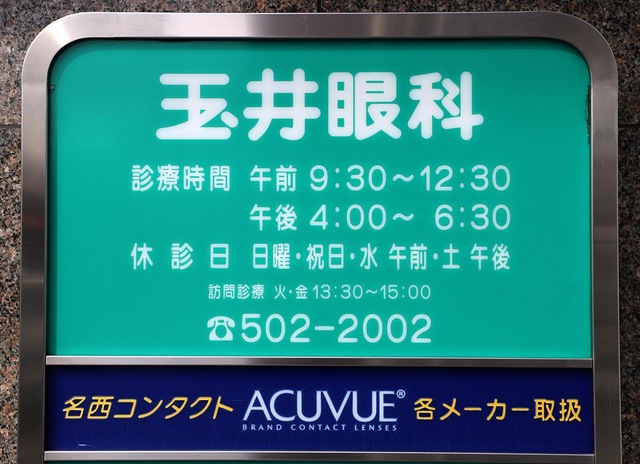 玉井眼科
診療時間 午前 9:30〜12:30
午後 4:00〜 6:30
休診日 日曜・祝日・水 午前・土 午後
訪問診療 火・金 13:30〜15:00
☎502-2002
名西コンタクト ACUVUE® 各メーカー取扱
BRAND CONTACT LENSES